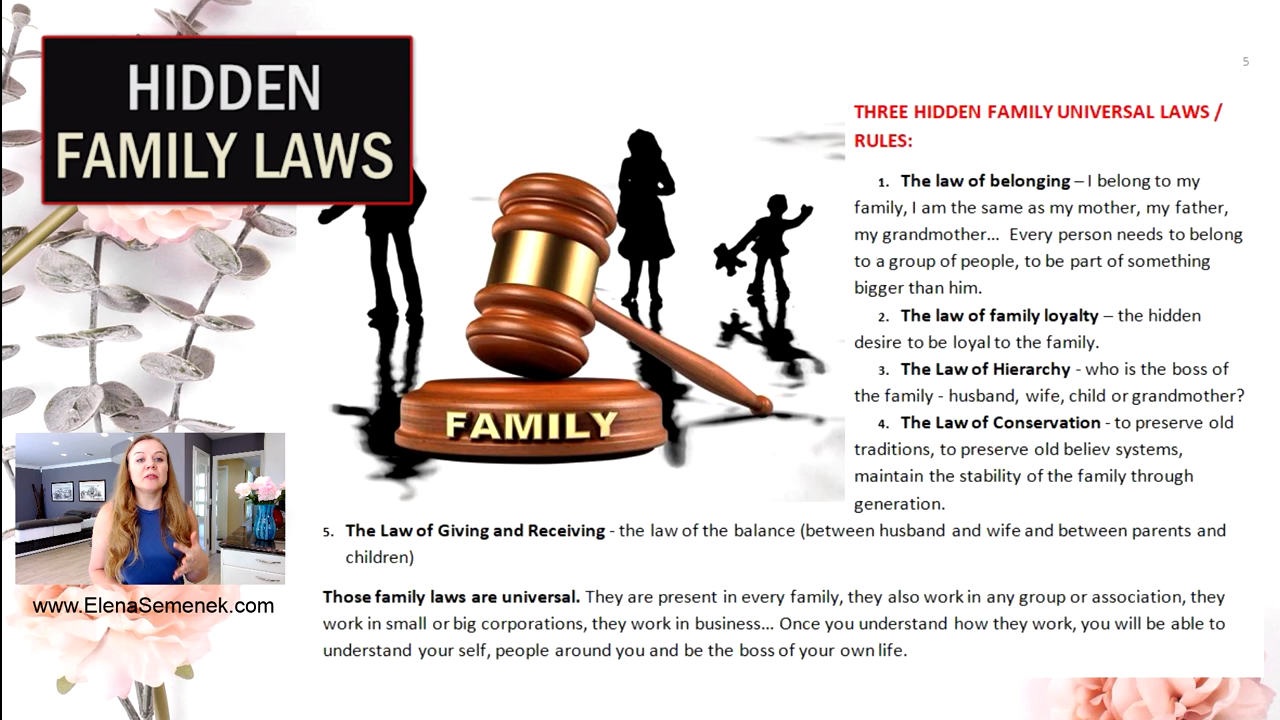 HIDDEN
FAMILY LAWS
5
THREE HIDDEN FAMILY UNIVERSAL LAWS /
RULES:
1. The law of belonging – I belong to my
family, I am the same as my mother, my father,
my grandmother... Every person needs to belong
to a group of people, to be part of something
bigger than him.
2. The law of family loyalty – the hidden
desire to be loyal to the family.
3. The Law of Hierarchy - who is the boss of
the family - husband, wife, child or grandmother?
4. The Law of Conservation - to preserve old
traditions, to preserve old believ systems,
maintain the stability of the family through
generation.
FAMILY
5. The Law of Giving and Receiving - the law of the balance (between husband and wife and between parents and
children)
Those family laws are universal. They are present in every family, they also work in any group or association, they
work in small or big corporations, they work in business... Once you understand how they work, you will be able to
understand your self, people around you and be the boss of your own life.
www.ElenaSemenek.com